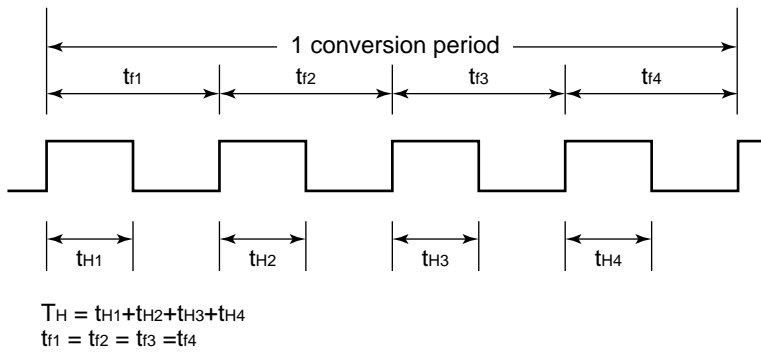 1 conversion period
tf1 tf2 tf3 tf4
tH1 tH2 tH3 tH4
TH = tH1+tH2+tH3+tH4
tf1 = tf2 = tf3 =tf4